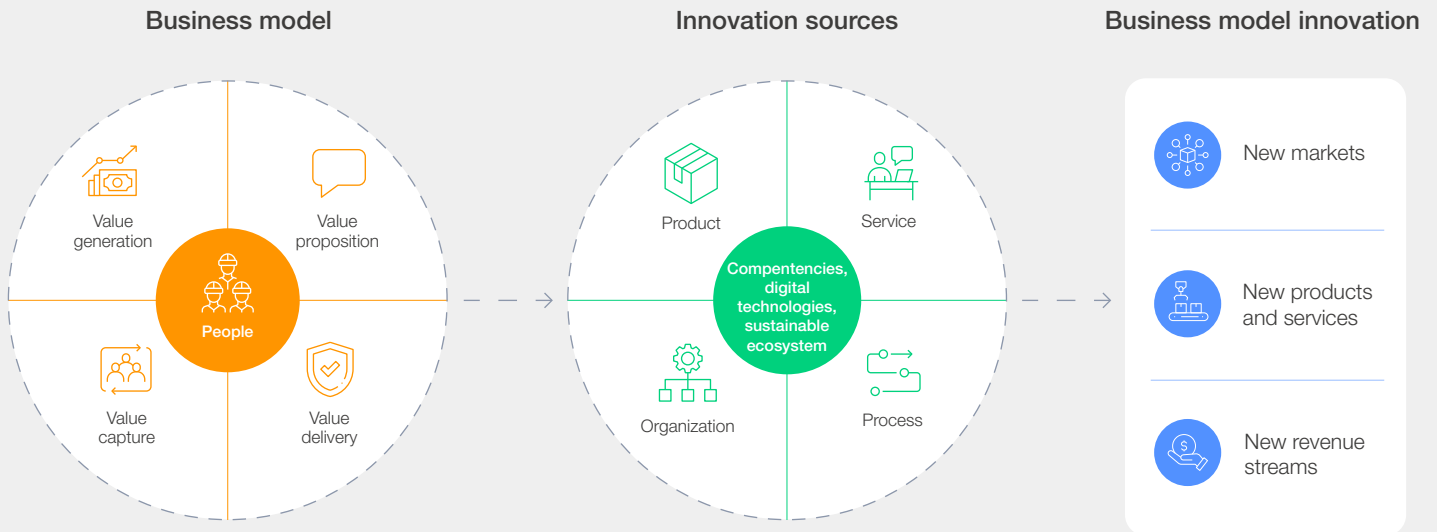 Business model
Value
generation
Value
proposition
People
Value
capture
Value
delivery
Innovation sources
Product
Service
Compentencies,
digital
technologies,
sustainable
ecosystem
Organization
Process
Business model innovation
New markets
New products
and services
$
New revenue
streams